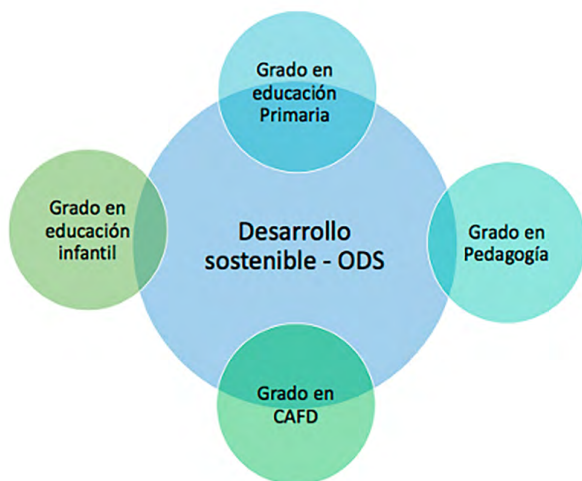 Grado en
educación
Primaria
Grado en
educación
infantil
Desarrollo
sostenible - ODS
Grado en
Pedagogía
Grado en
CAFD